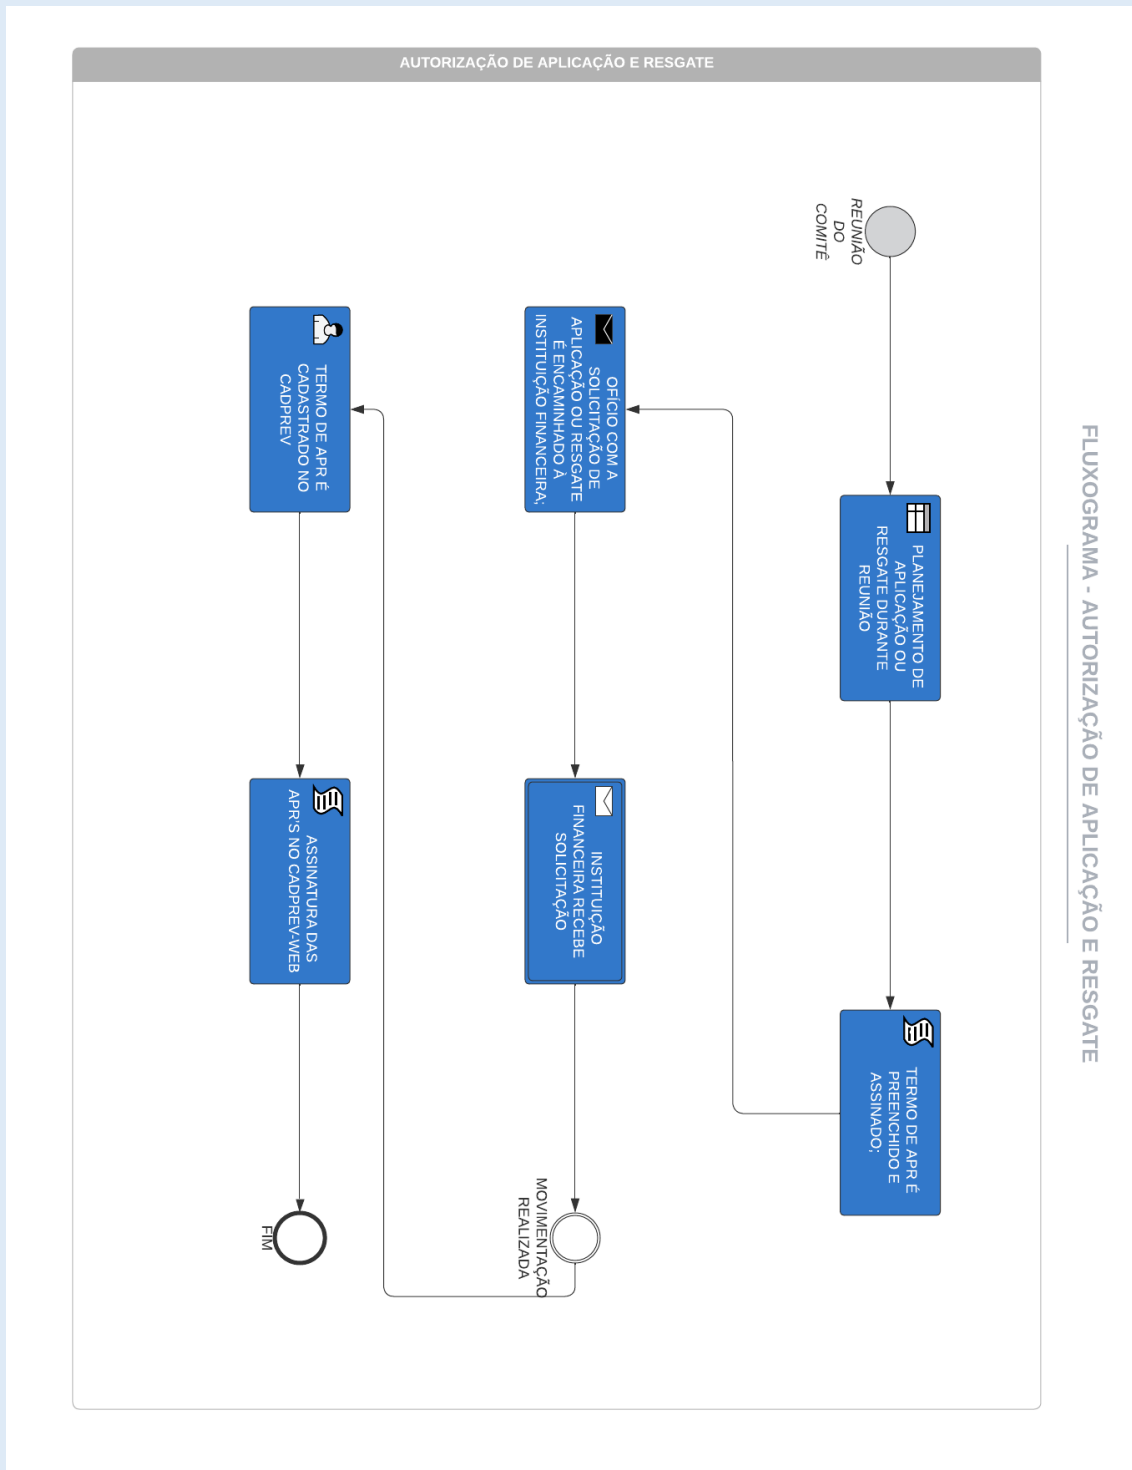 FLUXOGRAMA - AUTORIZAÇÃO DE APLICAÇÃO E RESGATE
AUTORIZAÇÃO DE APLICAÇÃO E RESGATE
REUNIÃO
DO
COMITÊ
PLANEJAMENTO DE
APLICAÇÃO OU
RESGATE DURANTE
REUNIÃO
TERMO DE APR É
PREENCHIDO E
ASSINADO;
OFÍCIO COM A
SOLICITAÇÃO DE
APLICAÇÃO OU RESGATE
É ENCAMINHADO À
INSTITUIÇÃO FINANCEIRA;
INSTITUIÇÃO
FINANCEIRA RECEBE
SOLICITAÇÃO
MOVIMENTAÇÃO
REALIZADA
TERMO DE APR É
CADASTRADO NO
CADPREV
ASSINATURA DAS
APR'S NO CADPREV-WEB
FIM